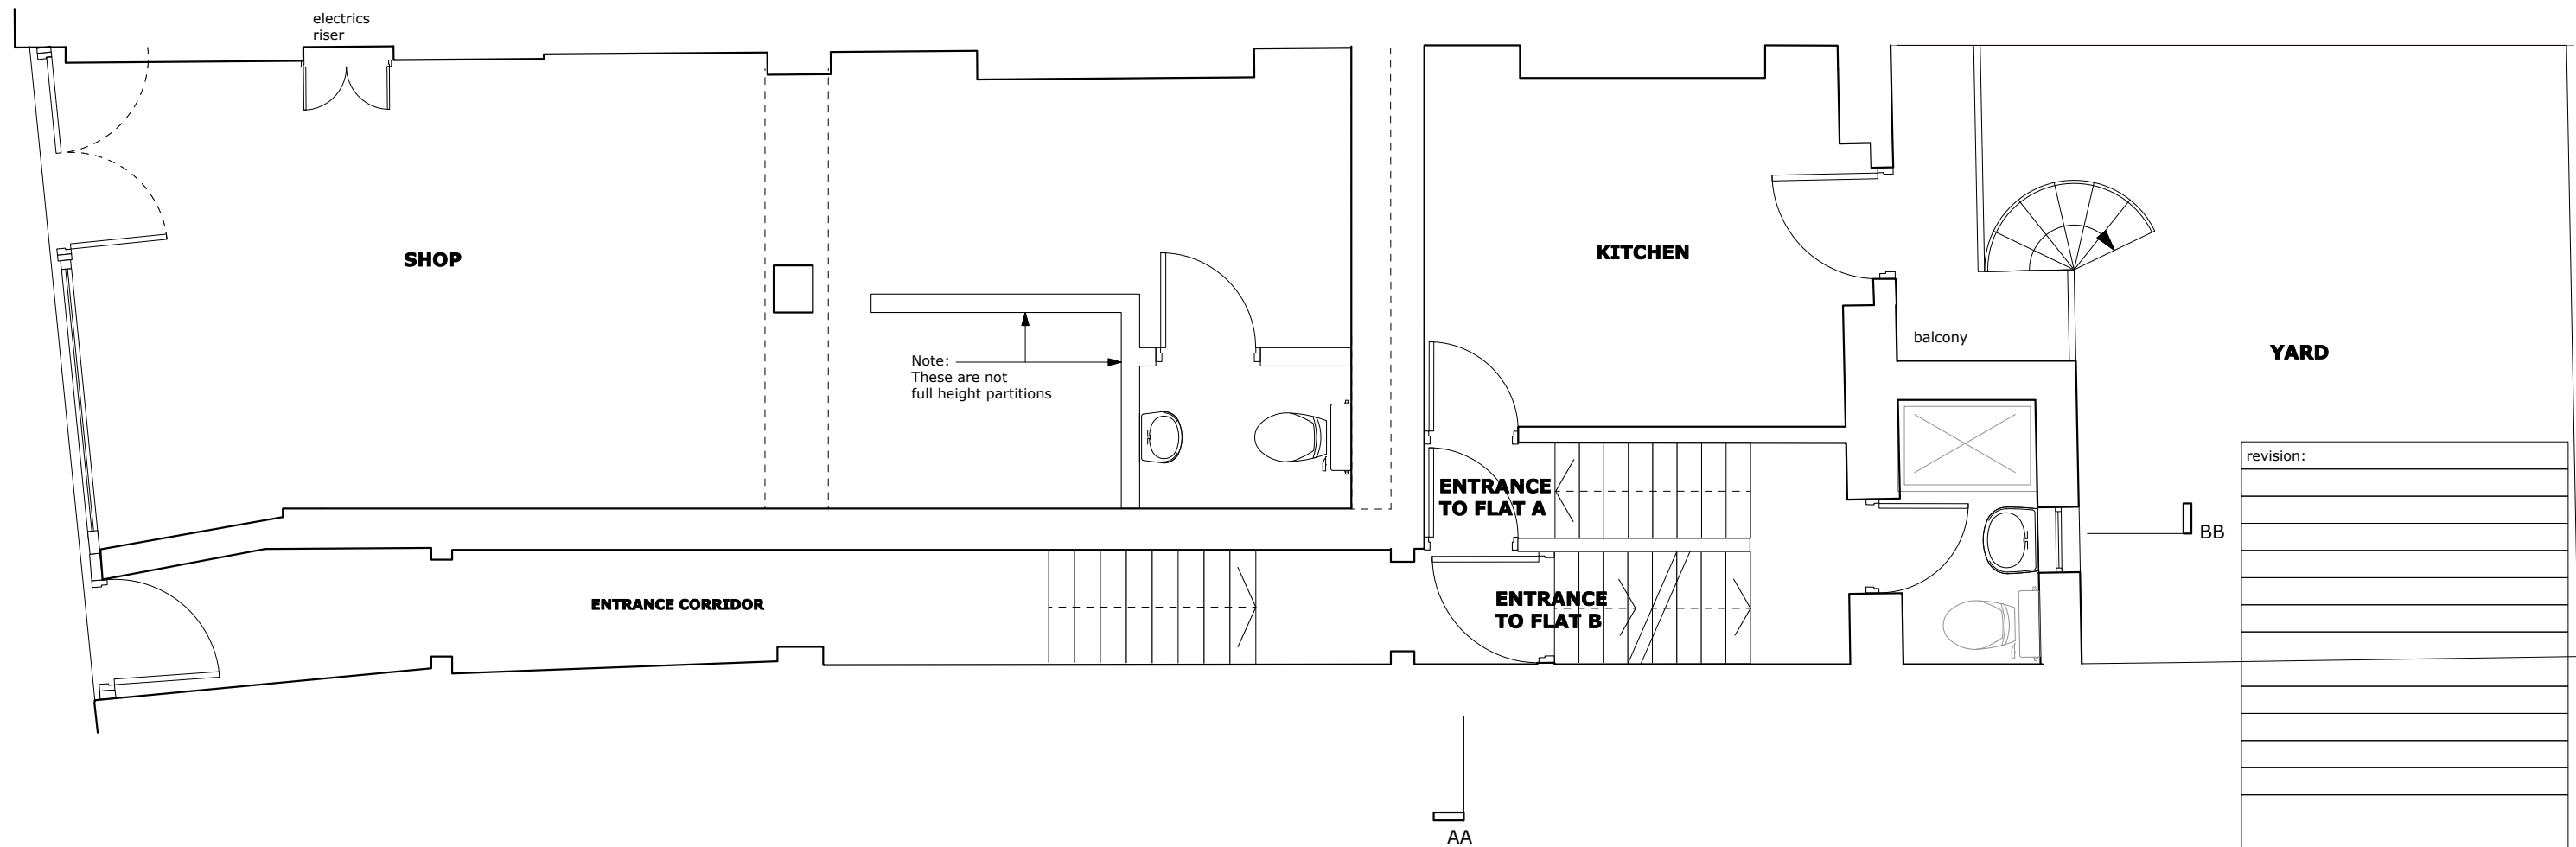 electrics
riser
SHOP
KITCHEN
balcony
YARD
Note:
These are not
full height partitions
revision:
ENTRANCE
TO FLAT A
BB
ENTRANCE CORRIDOR
ENTRANCE
TO FLAT B
AA